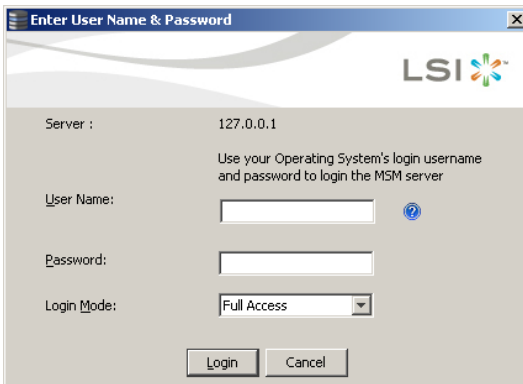 Enter User Name & Password
LSI
Server : 127.0.0.1
Use your Operating System's login username
and password to login the MSM server
User Name:
Password:
Login Mode: Full Access
Login Cancel